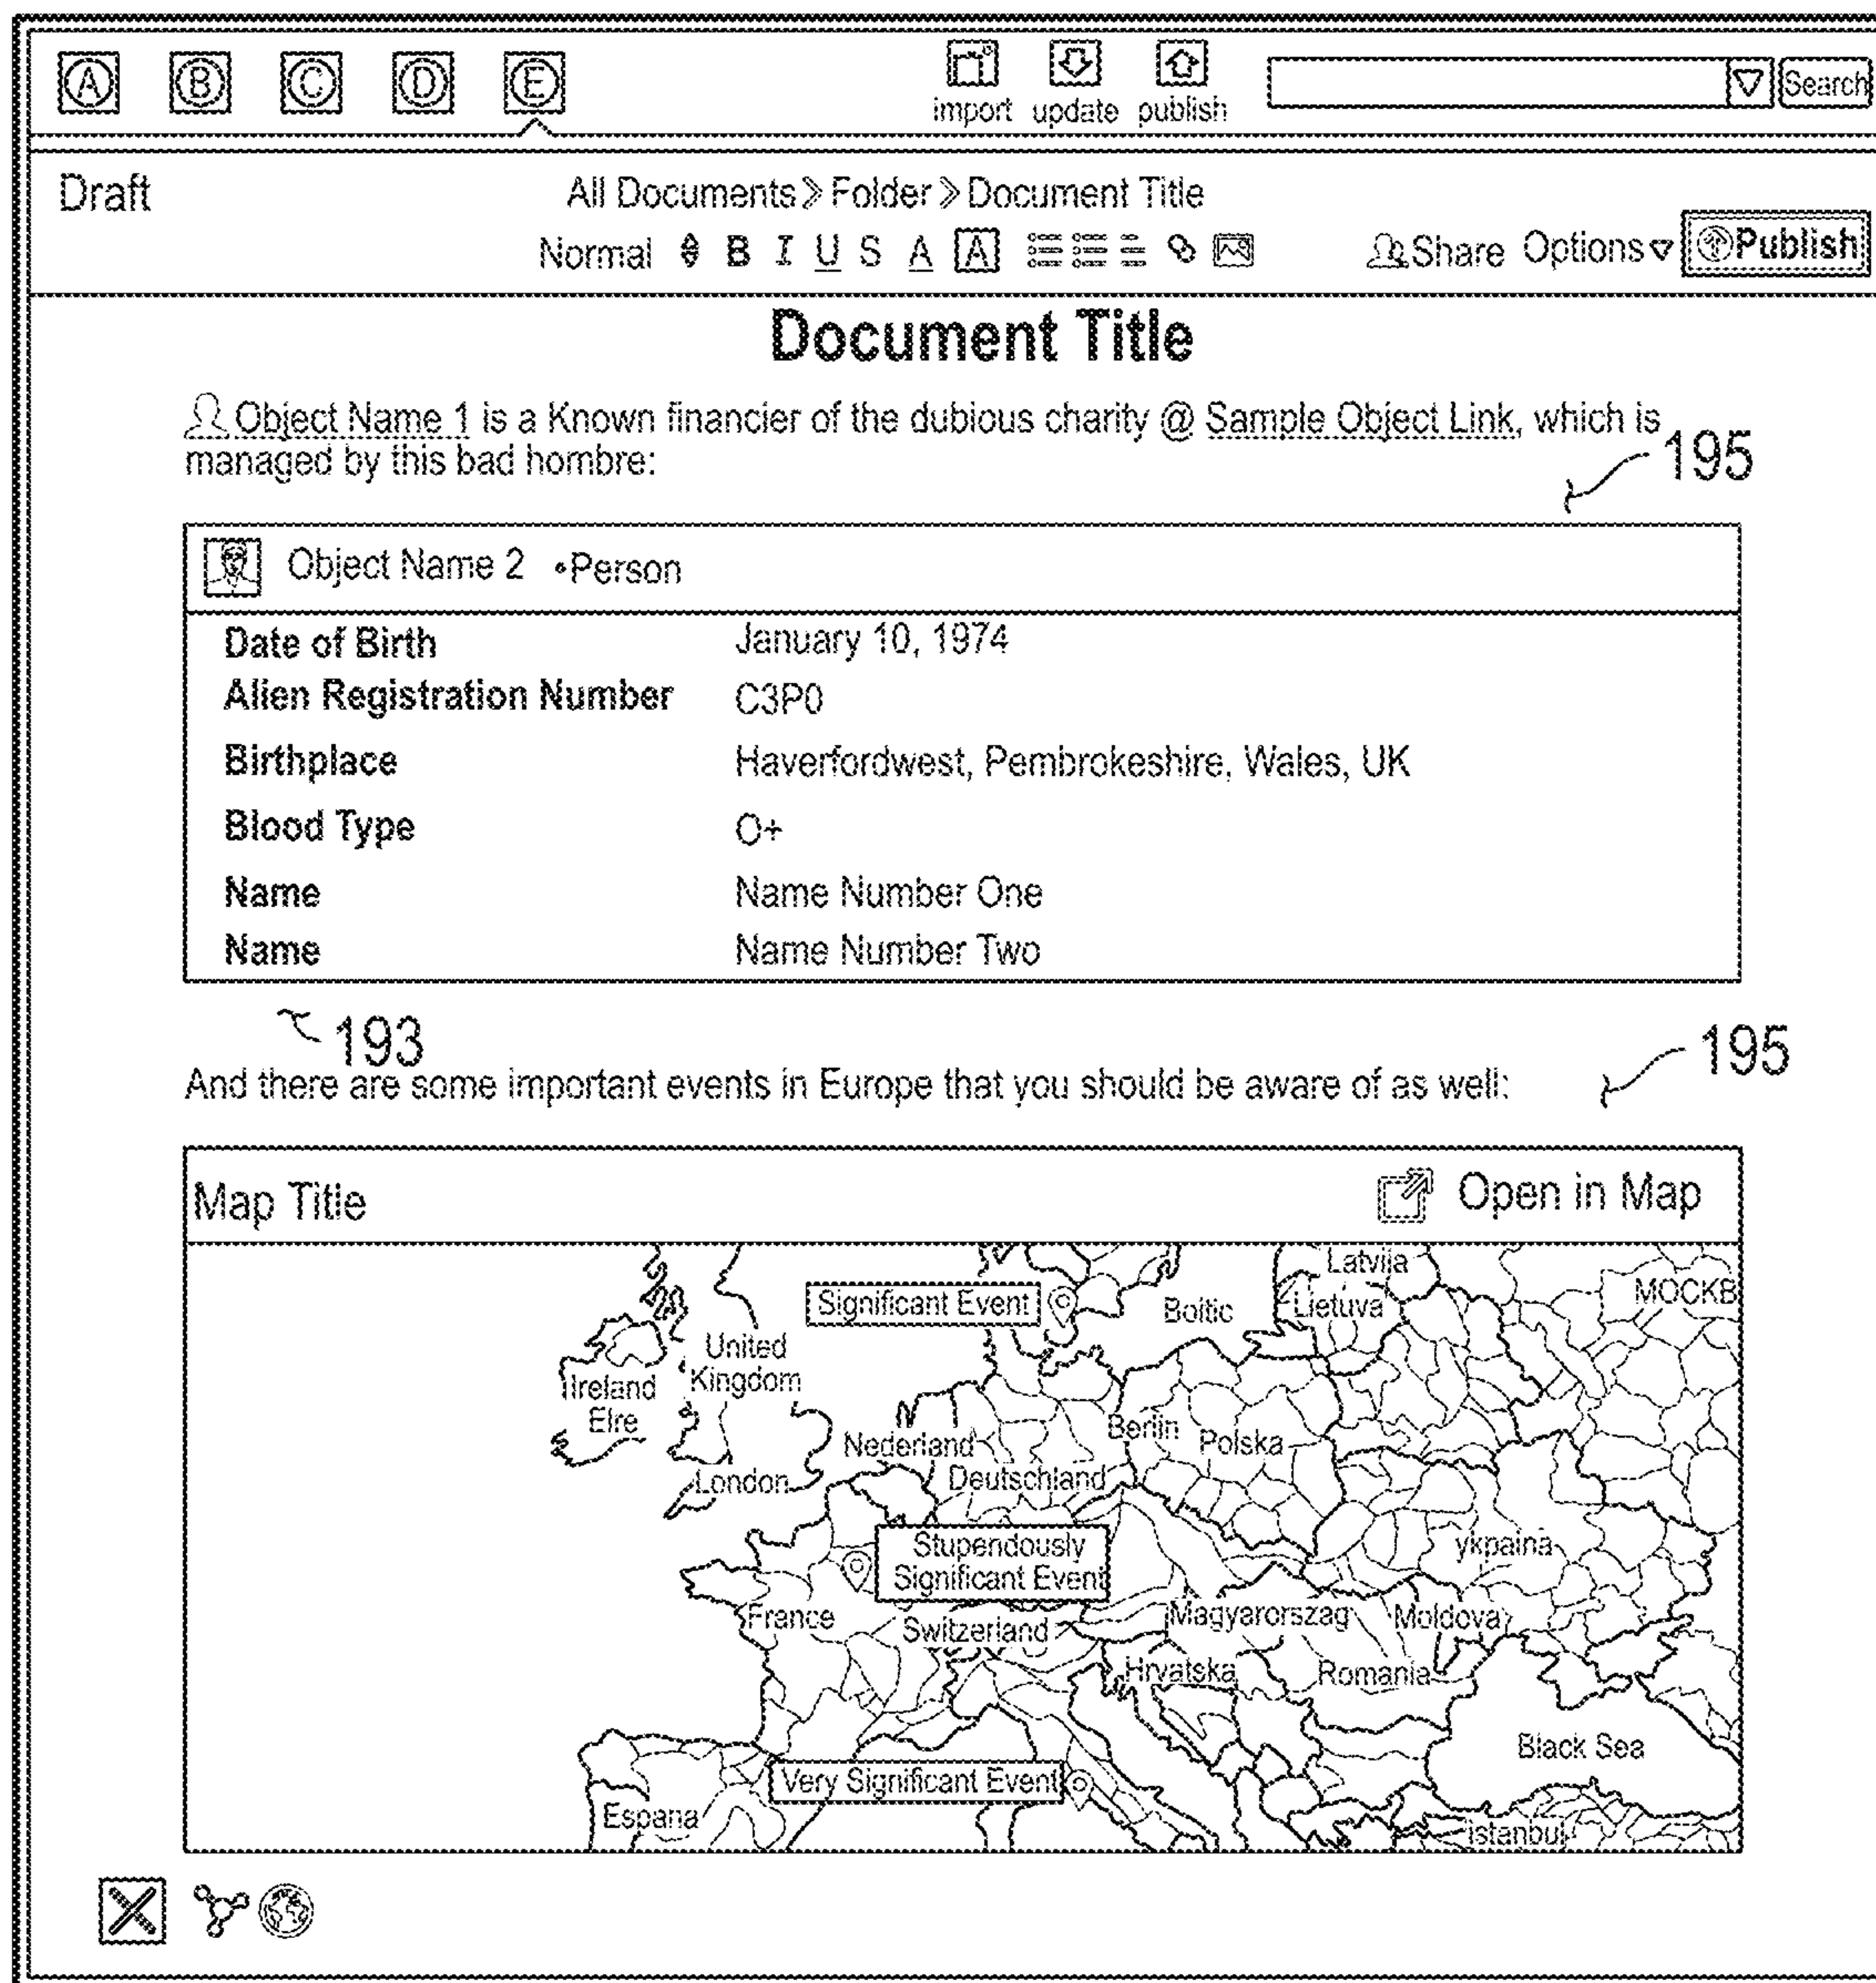 A B C D E
import update publish Search
Draft
All Documents » Folder » Document Title
Normal B I U S A A Share Options Publish
Document Title
Object Name 1 is a Known financier of the dubious charity @ Sample Object Link, which is
managed by this bad hombre:
195
Object Name 2 •Person
Date of Birth January 10, 1974
Alien Registration Number C3P0
Birthplace Haverfordwest, Pembrokeshire, Wales, UK
Blood Type O+
Name Name Number One
Name Name Number Two
193
195
And there are some important events in Europe that you should be aware of as well:
Map Title Open in Map
Latvija
Significant Event Boltic Lietuva МОСКВ
United
Kingdom
Ireland
Eire
Nederland Berlin Polska
London Deutschland
Stupendously
Significant Event
україна
France Switzerland Magyarorszag Moldova
Hrvatska Romania
Black Sea
Very Significant Event
Espana Istanbul